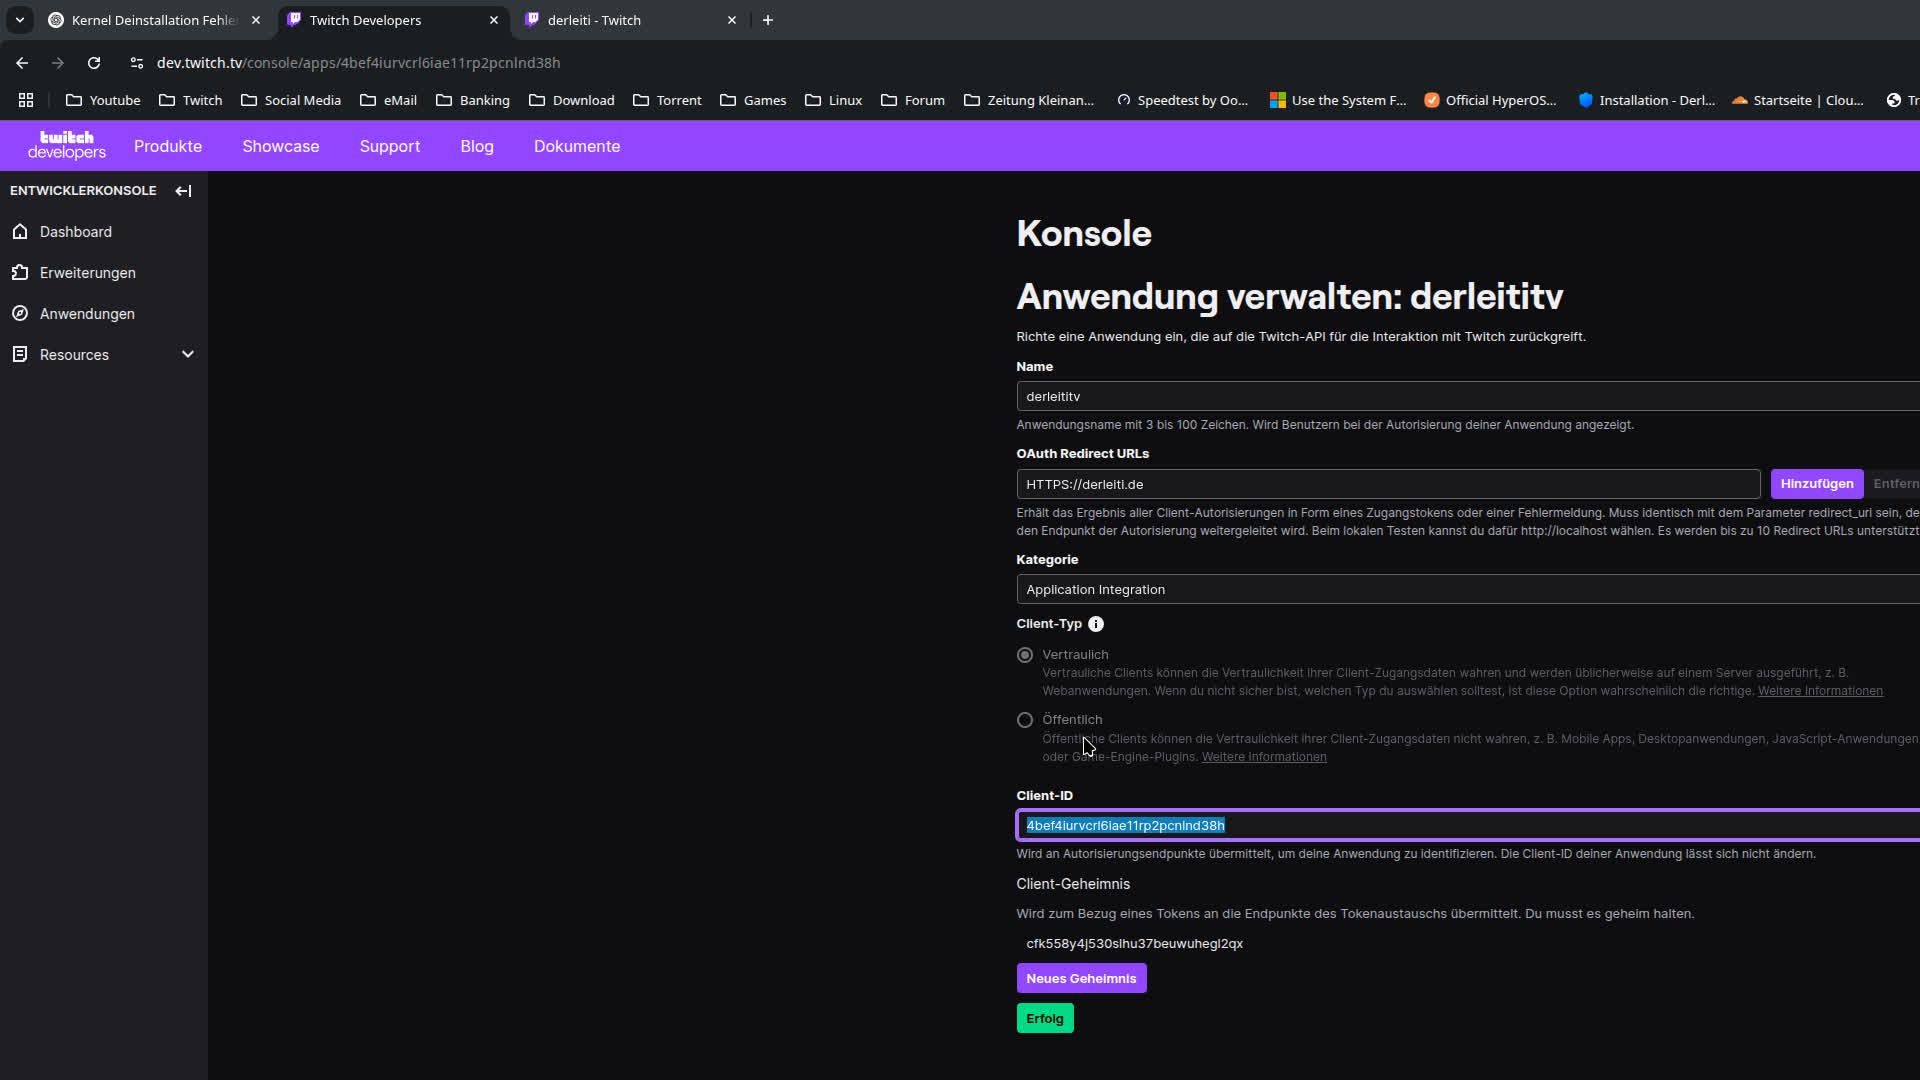 Kernel Deinstallation Fehle
Twitch Developers
derleiti - Twitch
dev.twitch.tv/console/apps/4bef4iurvcrl6iae11rp2pcnlnd38h
Youtube
Twitch
Social Media
eMail
Banking
Download
Torrent
Games
Linux
Forum
Zeitung Kleinan...
Speedtest by Oo...
Use the System F...
Official HyperOS...
Installation - Derl...
Startseite | Clou...
Tr
twitch
developers
Produkte
Showcase
Support
Blog
Dokumente
ENTWICKLERKONSOLE
Dashboard
Erweiterungen
Anwendungen
Resources
Konsole
Anwendung verwalten: derleititv
Richte eine Anwendung ein, die auf die Twitch-API für die Interaktion mit Twitch zurückgreift.
Name
derleititv
Anwendungsname mit 3 bis 100 Zeichen. Wird Benutzern bei der Autorisierung deiner Anwendung angezeigt.
OAuth Redirect URLs
HTTPS://derleiti.de
Hinzufügen
Entfern
Erhält das Ergebnis aller Client-Autorisierungen in Form eines Zugangstokens oder einer Fehlermeldung. Muss identisch mit dem Parameter redirect_uri sein, de
den Endpunkt der Autorisierung weitergeleitet wird. Beim lokalen Testen kannst du dafür http://localhost wählen. Es werden bis zu 10 Redirect URLs unterstützt
Kategorie
Application Integration
Client-Typ
Vertraulich
Vertrauliche Clients können die Vertraulichkeit ihrer Client-Zugangsdaten wahren und werden üblicherweise auf einem Server ausgeführt, z. B.
Webanwendungen. Wenn du nicht sicher bist, welchen Typ du auswählen solltest, ist diese Option wahrscheinlich die richtige. Weitere Informationen
Öffentlich
Öffentliche Clients können die Vertraulichkeit ihrer Client-Zugangsdaten nicht wahren, z. B. Mobile Apps, Desktopanwendungen, JavaScript-Anwendungen
oder Game-Engine-Plugins. Weitere Informationen
Client-ID
4bef4iurvcrl6iae11rp2pcnlnd38h
Wird an Autorisierungsendpunkte übermittelt, um deine Anwendung zu identifizieren. Die Client-ID deiner Anwendung lässt sich nicht ändern.
Client-Geheimnis
Wird zum Bezug eines Tokens an die Endpunkte des Tokenaustauschs übermittelt. Du musst es geheim halten.
cfk558y4j530slhu37beuwuhegl2qx
Neues Geheimnis
Erfolg